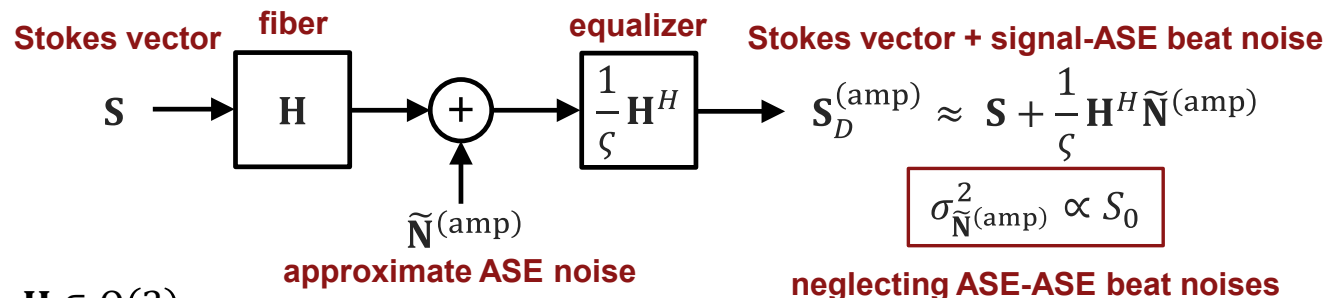 Stokes vector
fiber
equalizer
Stokes vector + signal-ASE beat noise
S
H
+
1/ς H^H
S_D^(amp) ≈ S + 1/ς H^H Ñ^(amp)
Ñ^(amp)
σ²_Ñ^(amp) ∝ S₀
approximate ASE noise
neglecting ASE-ASE beat noises